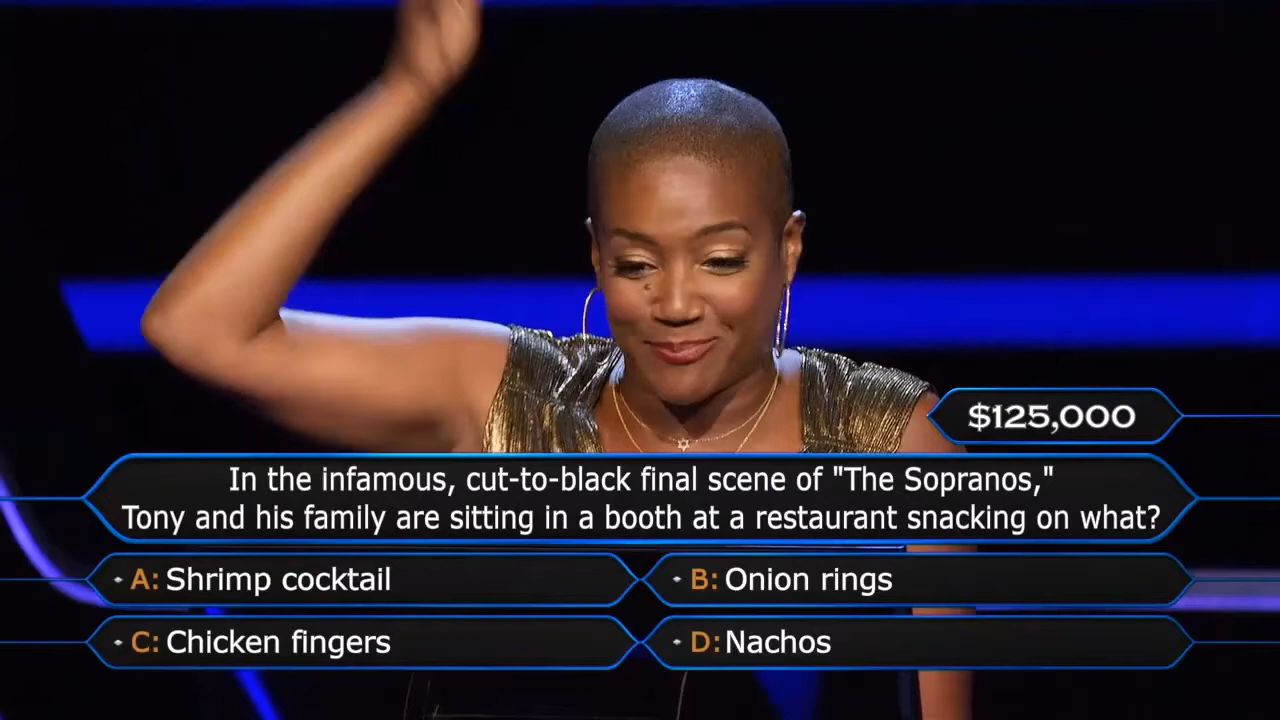 $125,000
In the infamous, cut-to-black final scene of "The Sopranos,"
Tony and his family are sitting in a booth at a restaurant snacking on what?
A: Shrimp cocktail
B: Onion rings
C: Chicken fingers
D: Nachos